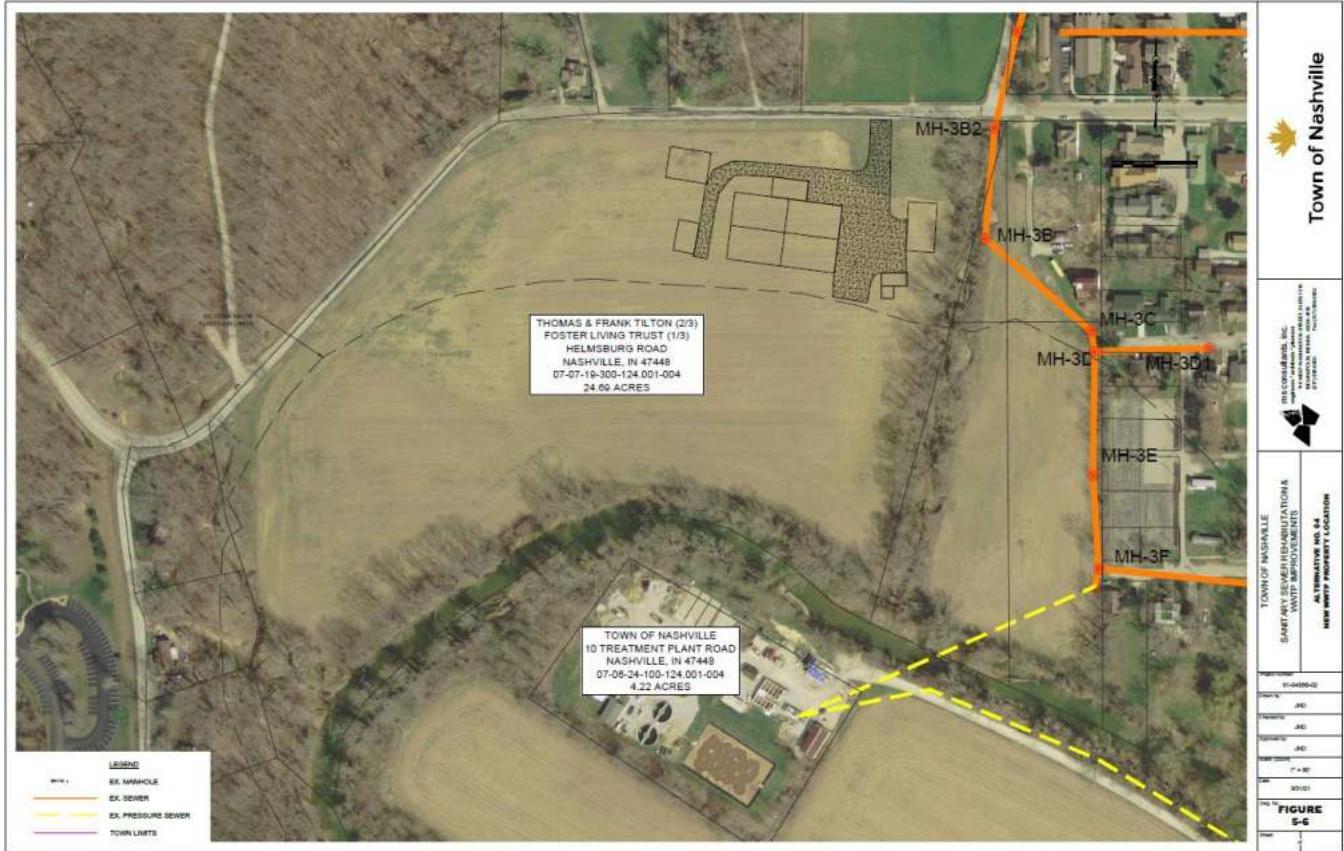 MH-3B2
MH-3B
MH-3C
MH-3D
MH-3D1
MH-3E
MH-3F
THOMAS & FRANK TILTON (2/3)
FOSTER LIVING TRUST (1/3)
HELMSBURG ROAD
NASHVILLE, IN 47448
07-07-19-300-124.001-004
24.69 ACRES
TOWN OF NASHVILLE
10 TREATMENT PLANT ROAD
NASHVILLE, IN 47448
07-06-24-100-124.001-004
4.22 ACRES
LEGEND
EX. MANHOLE
EX. SEWER
EX. PRESSURE SEWER
TOWN LIMITS
Town of Nashville
ms consultants, inc.
TOWN OF NASHVILLE
SANITARY SEWER REHABILITATION &
WWTP IMPROVEMENTS
ALTERNATIVE NO. 04
NEW WWTP PROPERTY LOCATION
JND
JND
JND
FIGURE
5-6